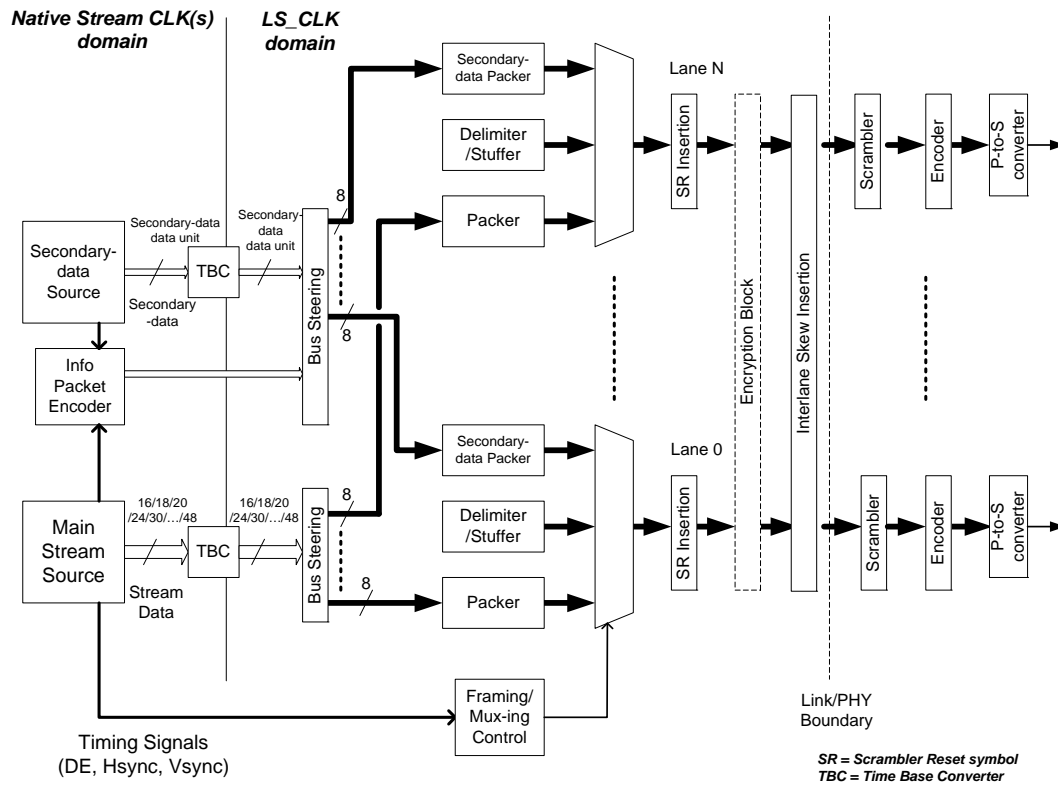 Native Stream CLK(s)
domain
LS_CLK
domain
Secondary-
data
Source
Secondary-data
data unit
Secondary
-data
TBC
Secondary-
data
data unit
Bus Steering
8
8
Info
Packet
Encoder
Main
Stream
Source
16/18/20
/24/30/…/48
Stream
Data
TBC
16/18/20
/24/30/…/48
Bus Steering
8
8
Timing Signals
(DE, Hsync, Vsync)
Framing/
Mux-ing
Control
Secondary-
data Packer
Delimiter
/Stuffer
Packer
Lane N
SR Insertion
Secondary-
data Packer
Delimiter
/Stuffer
Packer
Lane 0
SR Insertion
Encryption Block
Interlane Skew Insertion
Scrambler
Encoder
P-to-S
converter
Scrambler
Encoder
P-to-S
converter
Link/PHY
Boundary
SR = Scrambler Reset symbol
TBC = Time Base Converter